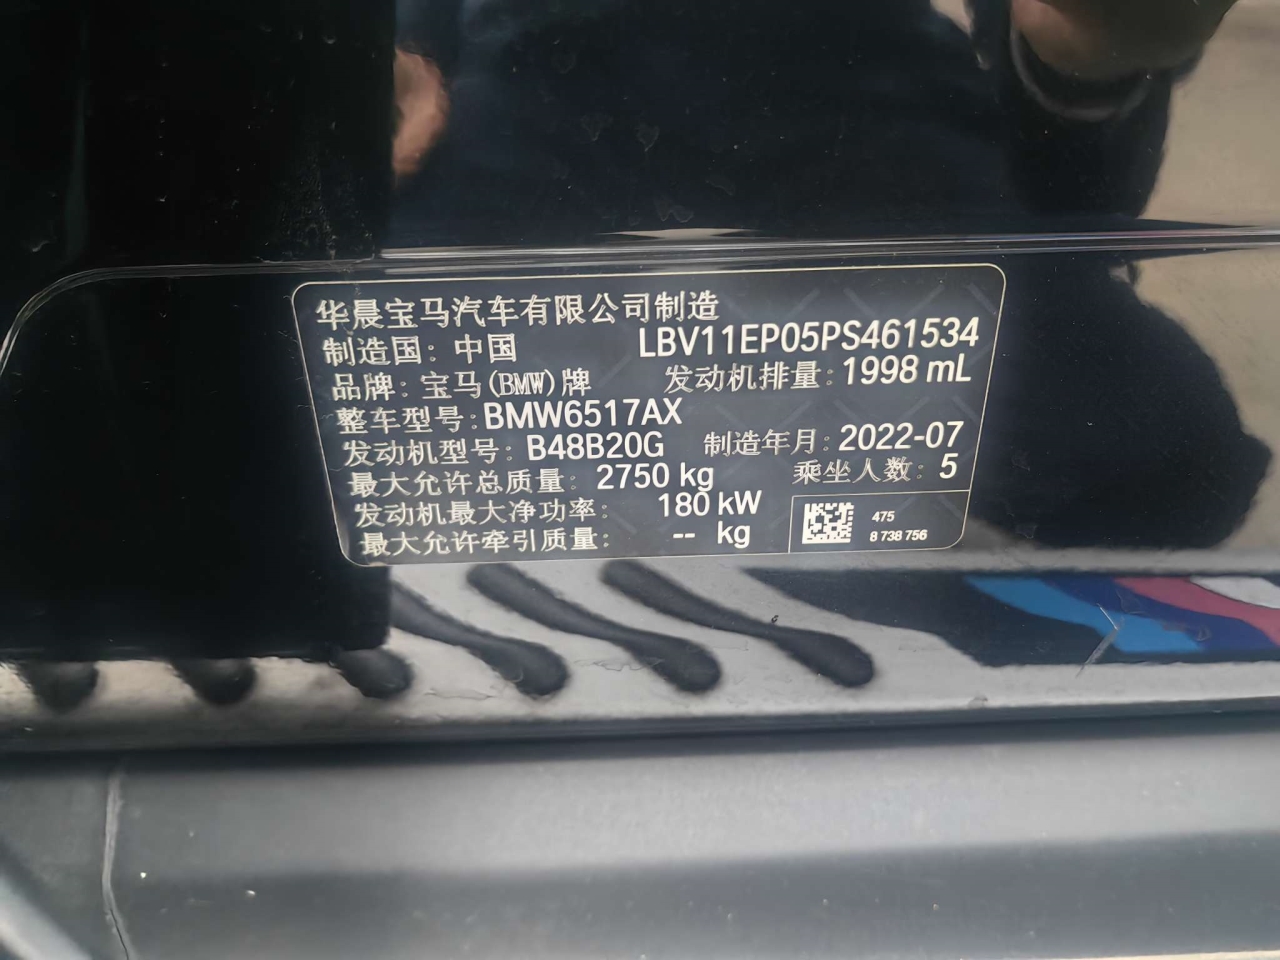 华晨宝马汽车有限公司制造
制造国: 中国 LBV11EP05PS461534
品牌: 宝马(BMW)牌 发动机排量: 1998 mL
整车型号: BMW6517AX
发动机型号: B48B20G 制造年月: 2022-07
最大允许总质量: 2750 kg 乘坐人数: 5
发动机最大净功率: 180 kW
最大允许牵引质量: -- kg
475
8 738 756